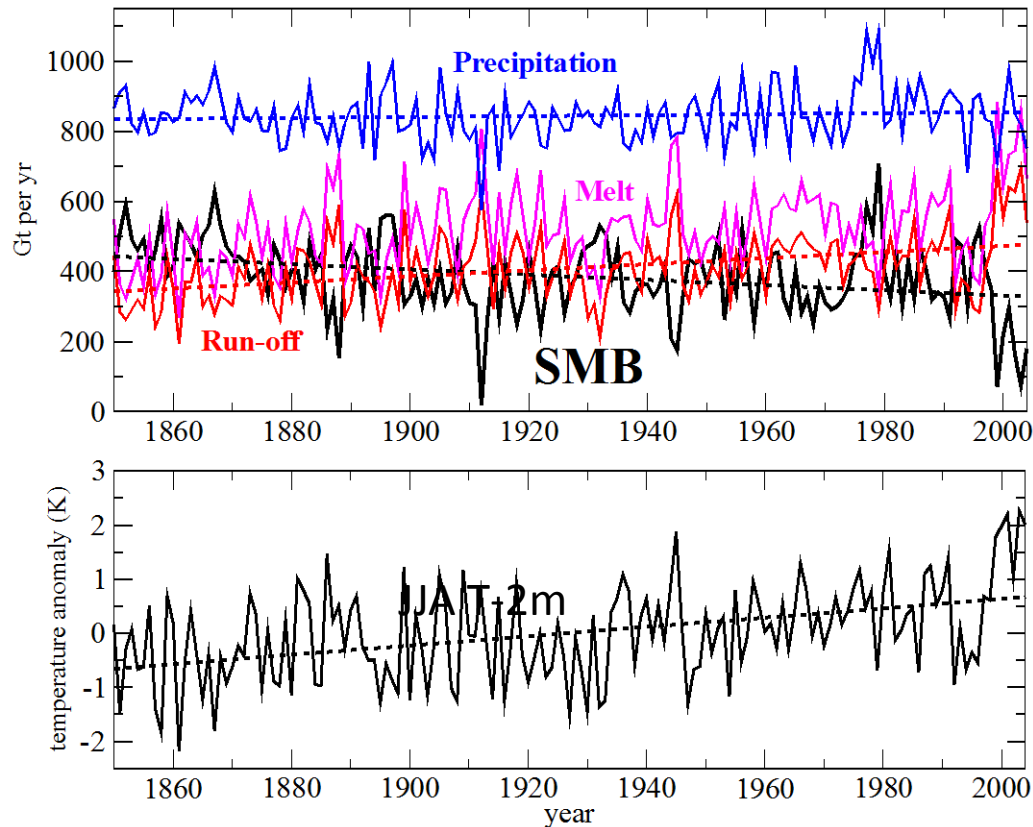 1000
Precipitation
Gt per yr
800
Melt
600
400
Run-off
SMB
200
0
1860 1880 1900 1920 1940 1960 1980 2000
3
temperature anomaly (K)
2
1
JJA T-2m
0
-1
-2
1860 1880 1900 1920 1940 1960 1980 2000
year